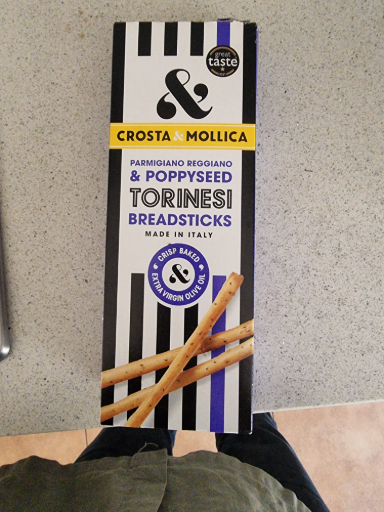 great
taste
&
CROSTA & MOLLICA
PARMIGIANO REGGIANO
& POPPYSEED
TORINESI
BREADSTICKS
MADE IN ITALY
CRISP BAKED
&
EXTRA VIRGIN OLIVE OIL